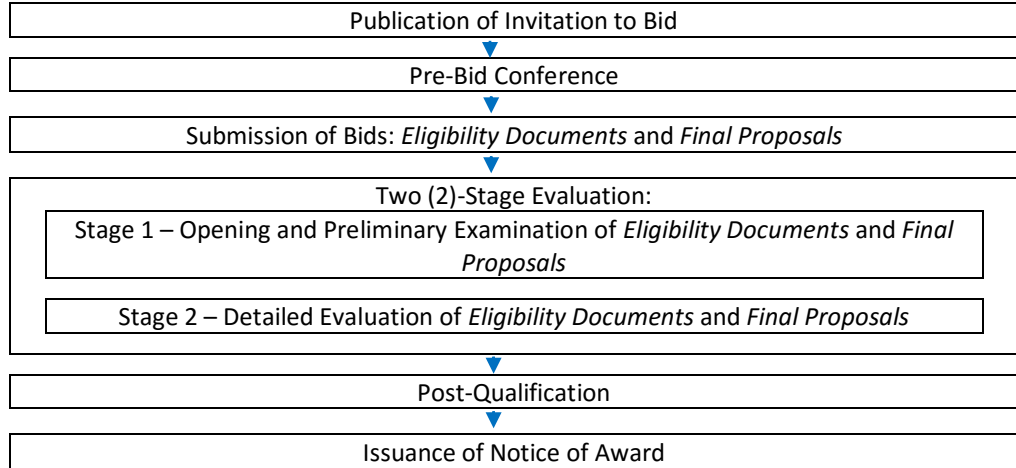 Publication of Invitation to Bid
Pre-Bid Conference
Submission of Bids: Eligibility Documents and Final Proposals
Two (2)-Stage Evaluation:
Stage 1 – Opening and Preliminary Examination of Eligibility Documents and Final
Proposals
Stage 2 – Detailed Evaluation of Eligibility Documents and Final Proposals
Post-Qualification
Issuance of Notice of Award